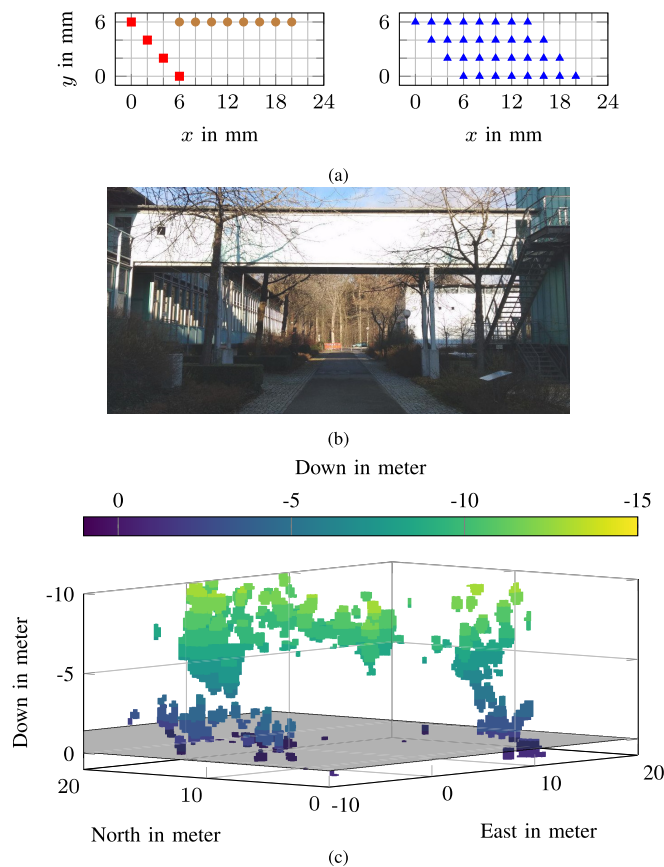 6
0
y in mm
0 6 12 18 24
x in mm
6
0
0 6 12 18 24
x in mm
(a)
(b)
Down in meter
0 -5 -10 -15
-10
-5
0
Down in meter
20 10 0
North in meter
-10 0 10 20
East in meter
(c)